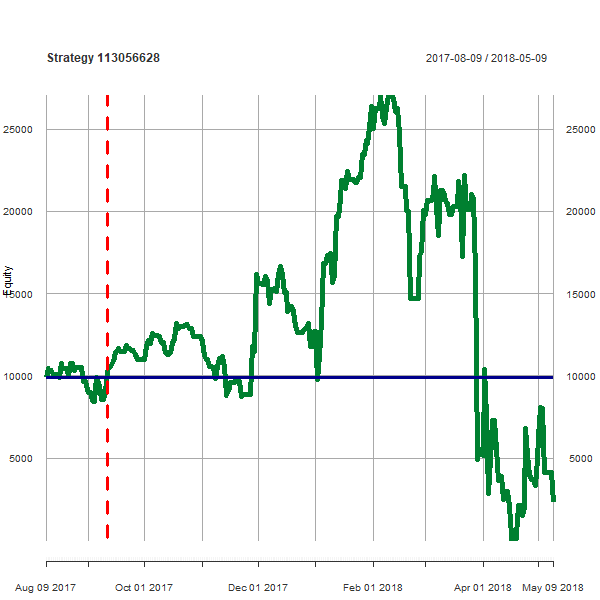 Strategy 113056628
2017-08-09 / 2018-05-09
25000
25000
20000
20000
Equity
15000
15000
10000
10000
5000
5000
Aug 09 2017
Oct 01 2017
Dec 01 2017
Feb 01 2018
Apr 01 2018
May 09 2018